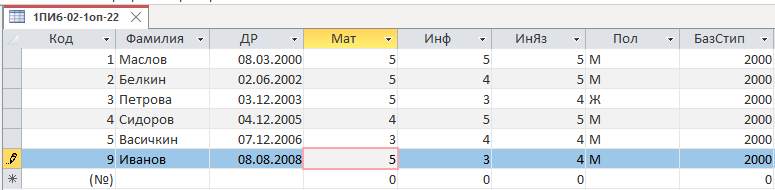 1ПИб-02-1оп-22
Код Фамилия ДР Мат Инф ИнЯз Пол БазСтип
1 Маслов 08.03.2000 5 5 5 М 2000
2 Белкин 02.06.2002 5 4 5 М 2000
3 Петрова 03.12.2003 5 3 4 Ж 2000
4 Сидоров 04.12.2005 4 5 5 М 2000
5 Васичкин 07.12.2006 3 4 4 М 2000
9 Иванов 08.08.2008 5 3 4 М 2000
(№) 0 0 0 0